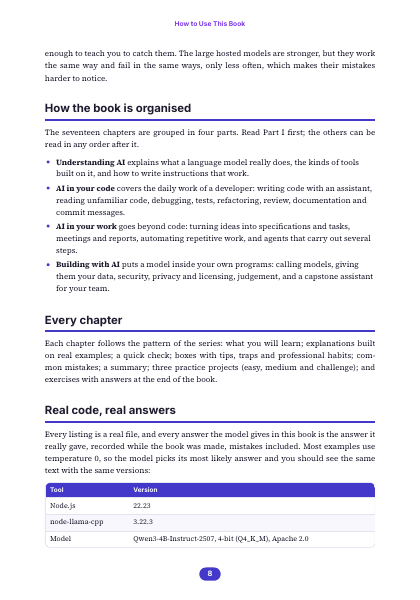 How to Use This Book
enough to teach you to catch them. The large hosted models are stronger, but they work
the same way and fail in the same ways, only less often, which makes their mistakes
harder to notice.
How the book is organised
The seventeen chapters are grouped in four parts. Read Part I first; the others can be
read in any order after it.
• Understanding AI explains what a language model really does, the kinds of tools
built on it, and how to write instructions that work.
• AI in your code covers the daily work of a developer: writing code with an assistant,
reading unfamiliar code, debugging, tests, refactoring, review, documentation and
commit messages.
• AI in your work goes beyond code: turning ideas into specifications and tasks,
meetings and reports, automating repetitive work, and agents that carry out several
steps.
• Building with AI puts a model inside your own programs: calling models, giving
them your data, security, privacy and licensing, judgement, and a capstone assistant
for your team.
Every chapter
Each chapter follows the pattern of the series: what you will learn; explanations built
on real examples; a quick check; boxes with tips, traps and professional habits; com-
mon mistakes; a summary; three practice projects (easy, medium and challenge); and
exercises with answers at the end of the book.
Real code, real answers
Every listing is a real file, and every answer the model gives in this book is the answer it
really gave, recorded while the book was made, mistakes included. Most examples use
temperature 0, so the model picks its most likely answer and you should see the same
text with the same versions:
Tool Version
Node.js 22.23
node-llama-cpp 3.22.3
Model Qwen3-4B-Instruct-2507, 4-bit (Q4_K_M), Apache 2.0
8